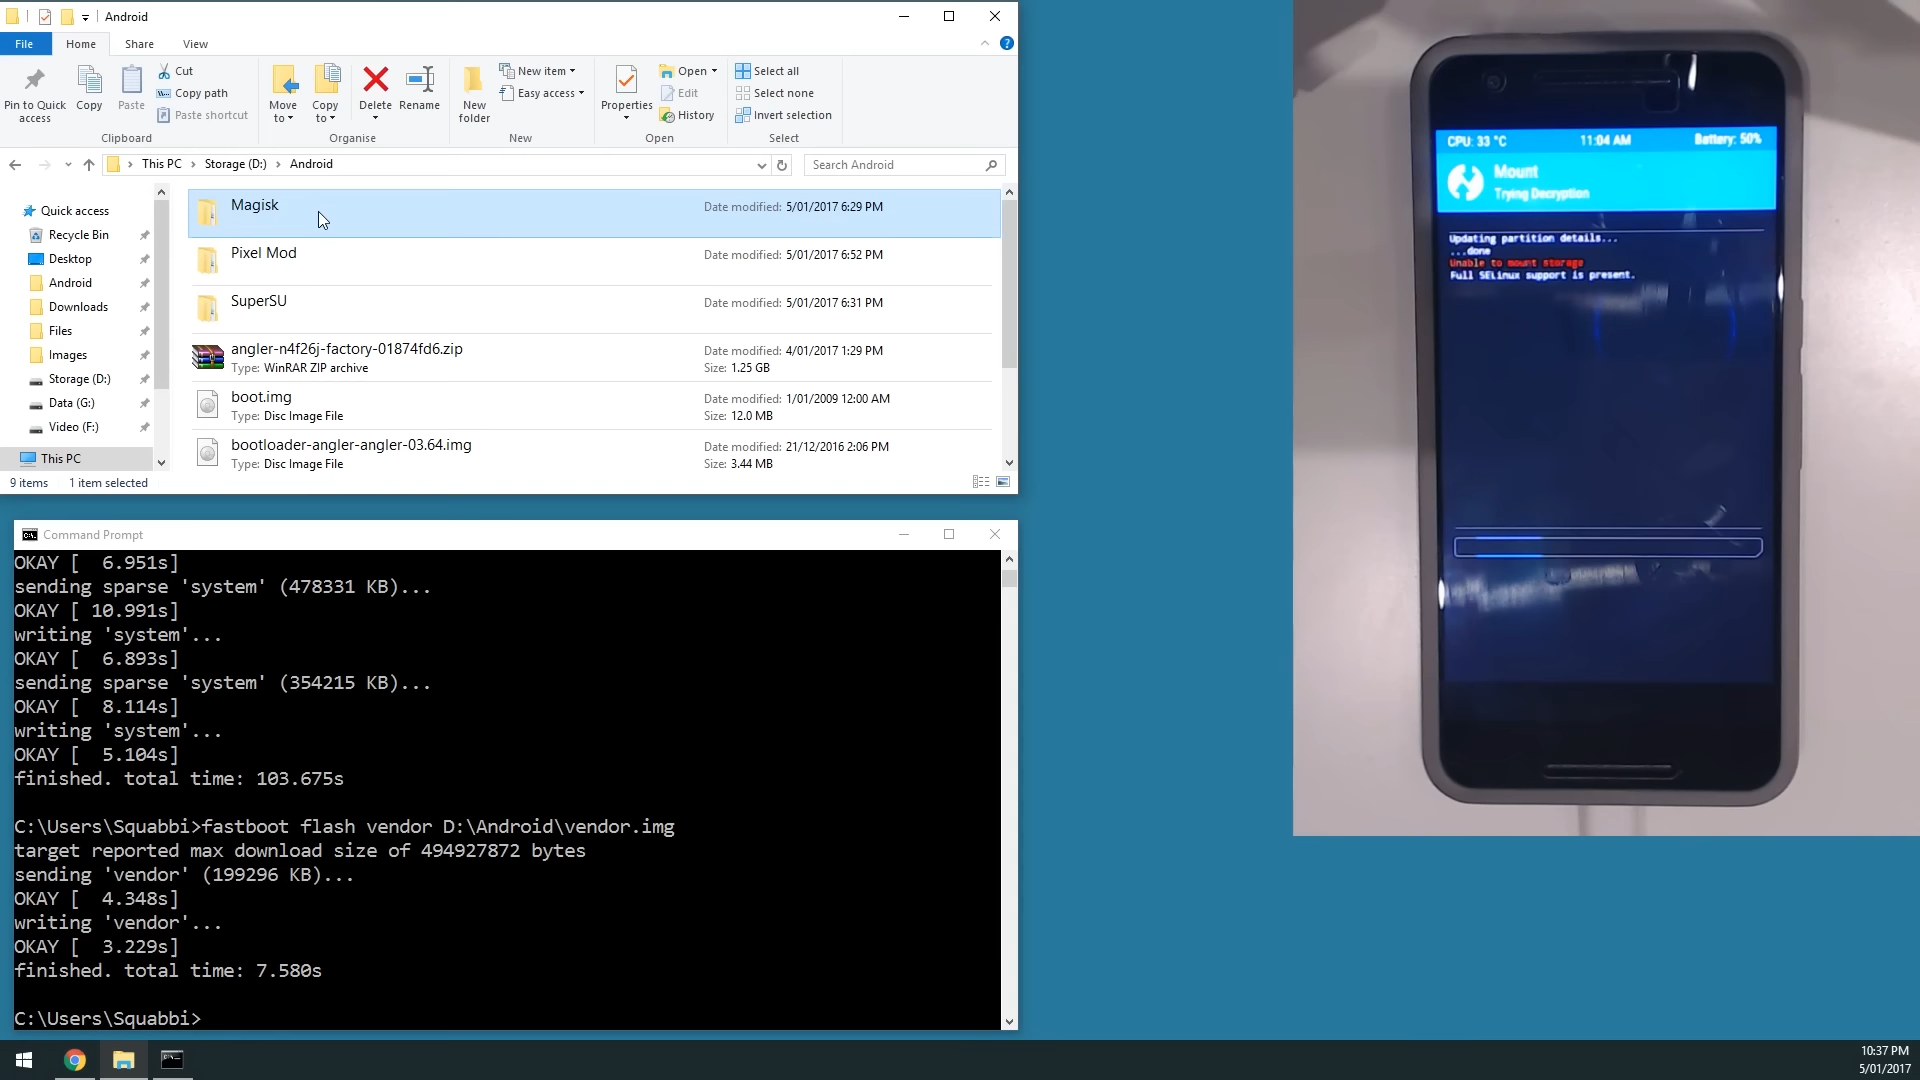 Android
File
Home
Share
View
Pin to Quick access
Copy
Paste
Cut
Copy path
Paste shortcut
Move to
Copy to
Delete
Rename
New folder
New item
Easy access
Properties
Open
Edit
History
Select all
Select none
Invert selection
Clipboard
Organise
New
Open
Select
This PC
Storage (D:)
Android
Search Android
Quick access
Recycle Bin
Desktop
Android
Downloads
Files
Images
Storage (D:)
Data (G:)
Video (F:)
This PC
Magisk
Date modified: 5/01/2017 6:29 PM
Pixel Mod
Date modified: 5/01/2017 6:52 PM
SuperSU
Date modified: 5/01/2017 6:31 PM
angler-n4f26j-factory-01874fd6.zip
Date modified: 4/01/2017 1:29 PM
Type: WinRAR ZIP archive
Size: 1.25 GB
boot.img
Date modified: 1/01/2009 12:00 AM
Type: Disc Image File
Size: 12.0 MB
bootloader-angler-angler-03.64.img
Date modified: 21/12/2016 2:06 PM
Type: Disc Image File
Size: 3.44 MB
9 items
1 item selected
Command Prompt
OKAY [  6.951s]
sending sparse 'system' (478331 KB)...
OKAY [ 10.991s]
writing 'system'...
OKAY [  6.893s]
sending sparse 'system' (354215 KB)...
OKAY [  8.114s]
writing 'system'...
OKAY [  5.104s]
finished. total time: 103.675s
C:\Users\Squabbi>fastboot flash vendor D:\Android\vendor.img
target reported max download size of 494927872 bytes
sending 'vendor' (199296 KB)...
OKAY [  4.348s]
writing 'vendor'...
OKAY [  3.229s]
finished. total time: 7.580s
C:\Users\Squabbi>
CPU: 33 °C
11:04 AM
Battery: 50%
Mount
Trying Decryption
Updating partition details...
...done
Unable to mount storage
Full SELinux support is present.
10:37 PM
5/01/2017